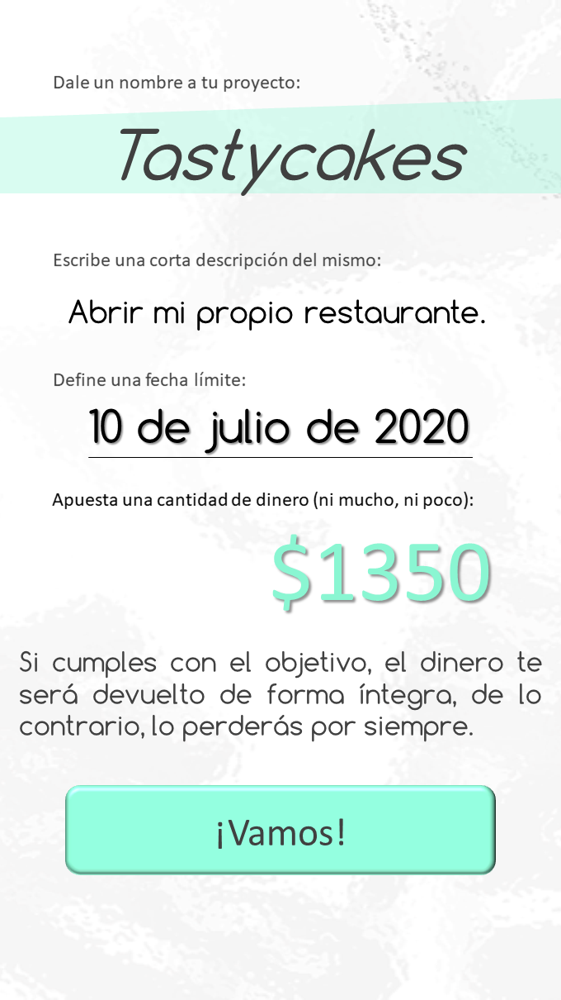 Dale un nombre a tu proyecto:
Tastycakes
Escribe una corta descripción del mismo:
Abrir mi propio restaurante.
Define una fecha límite:
10 de julio de 2020
Apuesta una cantidad de dinero (ni mucho, ni poco):
$1350
Si cumples con el objetivo, el dinero te
será devuelto de forma íntegra, de lo
contrario, lo perderás por siempre.
¡Vamos!